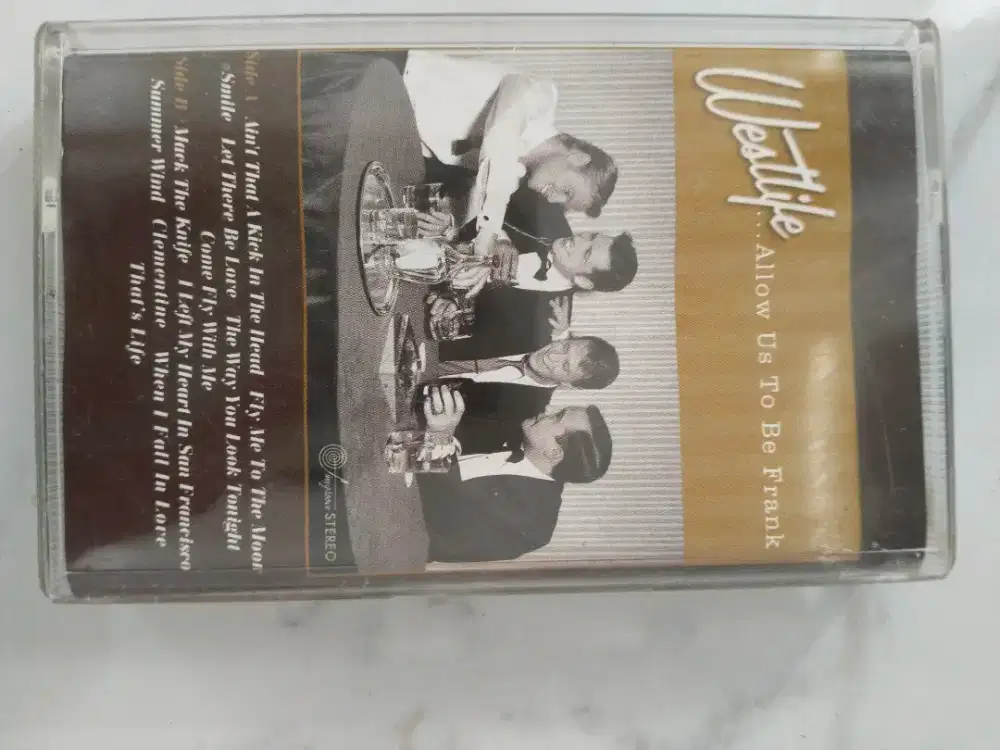 Westlife
...Allow Us To Be Frank
STEREO
Side A Ain't That A Kick In The Head Fly Me To The Moon
Smile Let There Be Love The Way You Look Tonight
Come Fly With Me
Side B Mack The Knife I Left My Heart In San Francisco
Summer Wind Clementine When I Fall In Love
That's Life